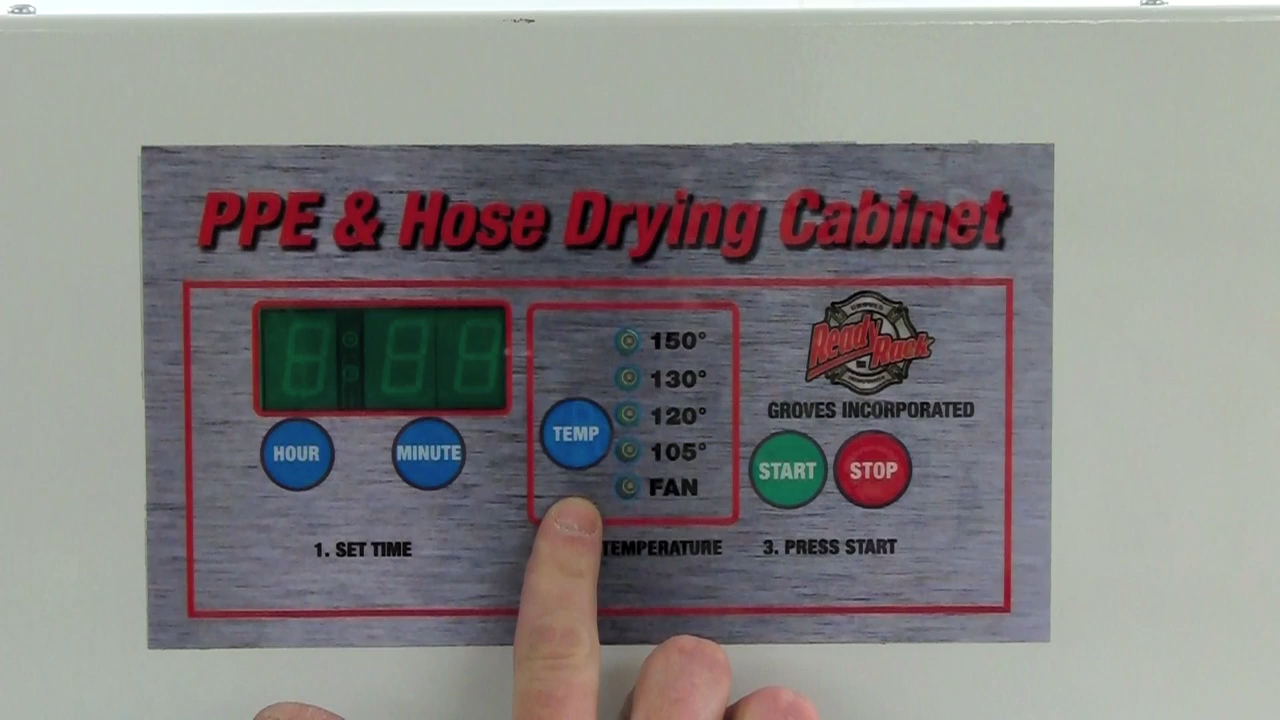 PPE & Hose Drying Cabinet
150°
130°
120°
105°
FAN
TEMP
HOUR
MINUTE
Ready Rack
GROVES INCORPORATED
START
STOP
1. SET TIME
TEMPERATURE
3. PRESS START